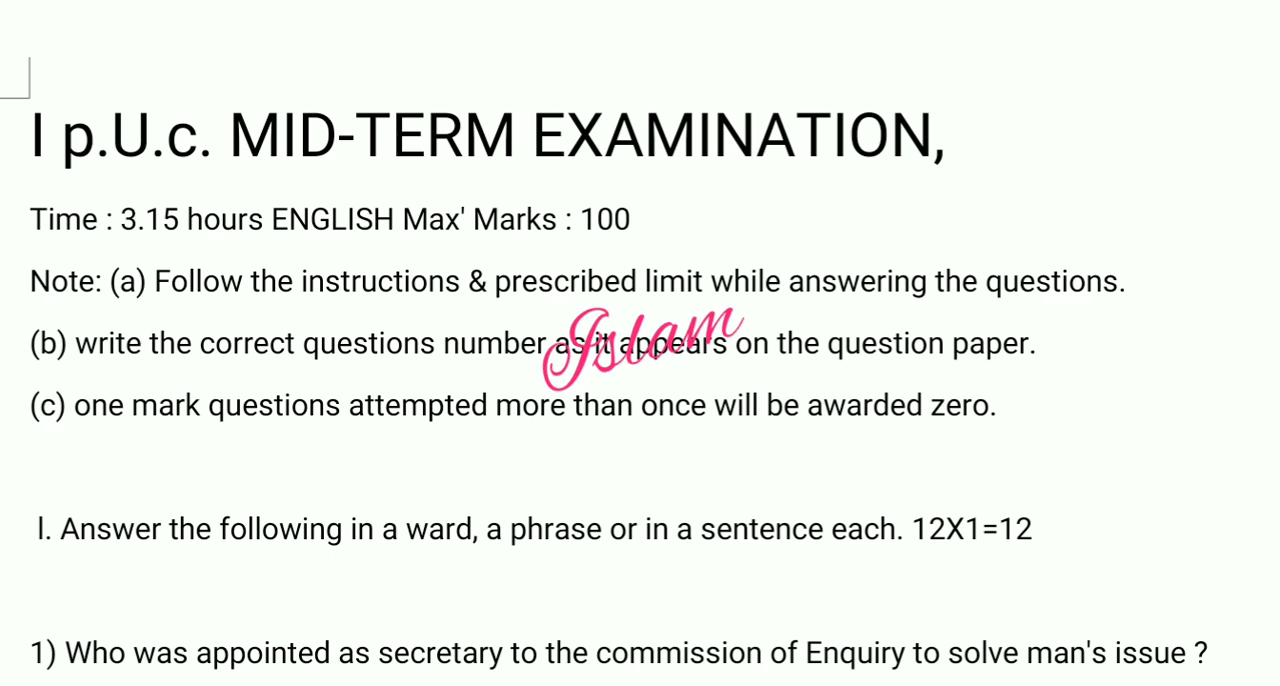 I p.U.c. MID-TERM EXAMINATION,
Time : 3.15 hours ENGLISH Max' Marks : 100
Note: (a) Follow the instructions & prescribed limit while answering the questions.
(b) write the correct questions number as it appears on the question paper.
Islam
(c) one mark questions attempted more than once will be awarded zero.
l. Answer the following in a ward, a phrase or in a sentence each. 12X1=12
1) Who was appointed as secretary to the commission of Enquiry to solve man's issue ?